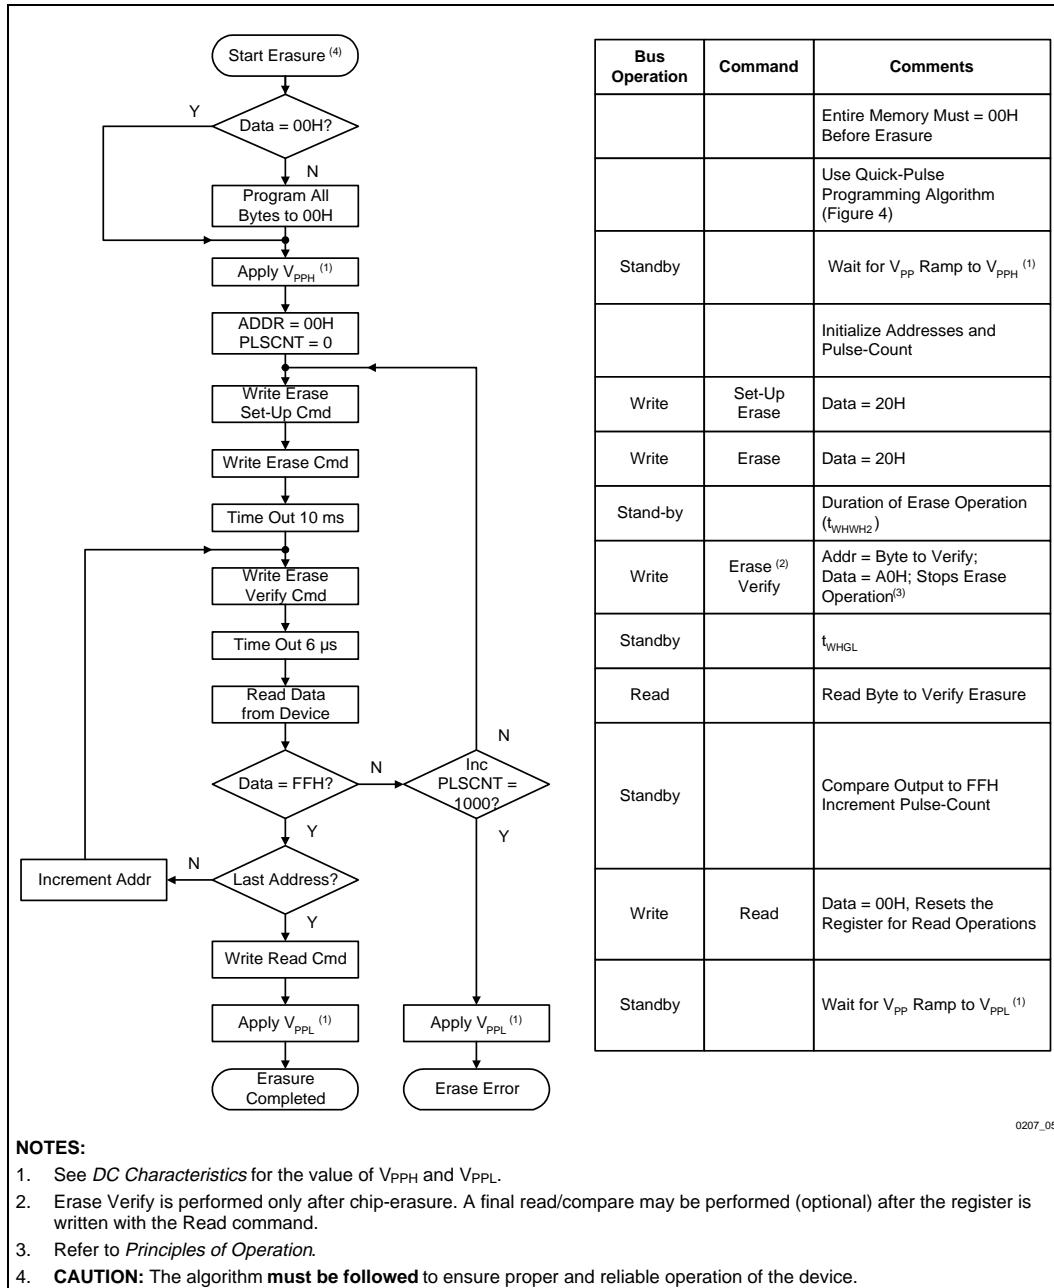 Start Erasure (4)
Y
Data = 00H?
N
Program All
Bytes to 00H
Apply VPPH (1)
ADDR = 00H
PLSCNT = 0
Write Erase
Set-Up Cmd
Write Erase Cmd
Time Out 10 ms
Write Erase
Verify Cmd
Time Out 6 µs
Read Data
from Device
Data = FFH?
N
Inc
PLSCNT =
1000?
N
Y
Y
Last Address?
N
Increment Addr
Y
Write Read Cmd
Apply VPPL (1)
Apply VPPL (1)
Erasure
Completed
Erase Error
Bus
Operation
Command
Comments
Entire Memory Must = 00H
Before Erasure
Use Quick-Pulse
Programming Algorithm
(Figure 4)
Standby
Wait for VPP Ramp to VPPH (1)
Initialize Addresses and
Pulse-Count
Write
Set-Up
Erase
Data = 20H
Write
Erase
Data = 20H
Stand-by
Duration of Erase Operation
(tWHWH2)
Write
Erase (2)
Verify
Addr = Byte to Verify;
Data = A0H; Stops Erase
Operation(3)
Standby
tWHGL
Read
Read Byte to Verify Erasure
Standby
Compare Output to FFH
Increment Pulse-Count
Write
Read
Data = 00H, Resets the
Register for Read Operations
Standby
Wait for VPP Ramp to VPPL (1)
0207_05
NOTES:
1. See DC Characteristics for the value of VPPH and VPPL.
2. Erase Verify is performed only after chip-erasure. A final read/compare may be performed (optional) after the register is
written with the Read command.
3. Refer to Principles of Operation.
4. CAUTION: The algorithm must be followed to ensure proper and reliable operation of the device.